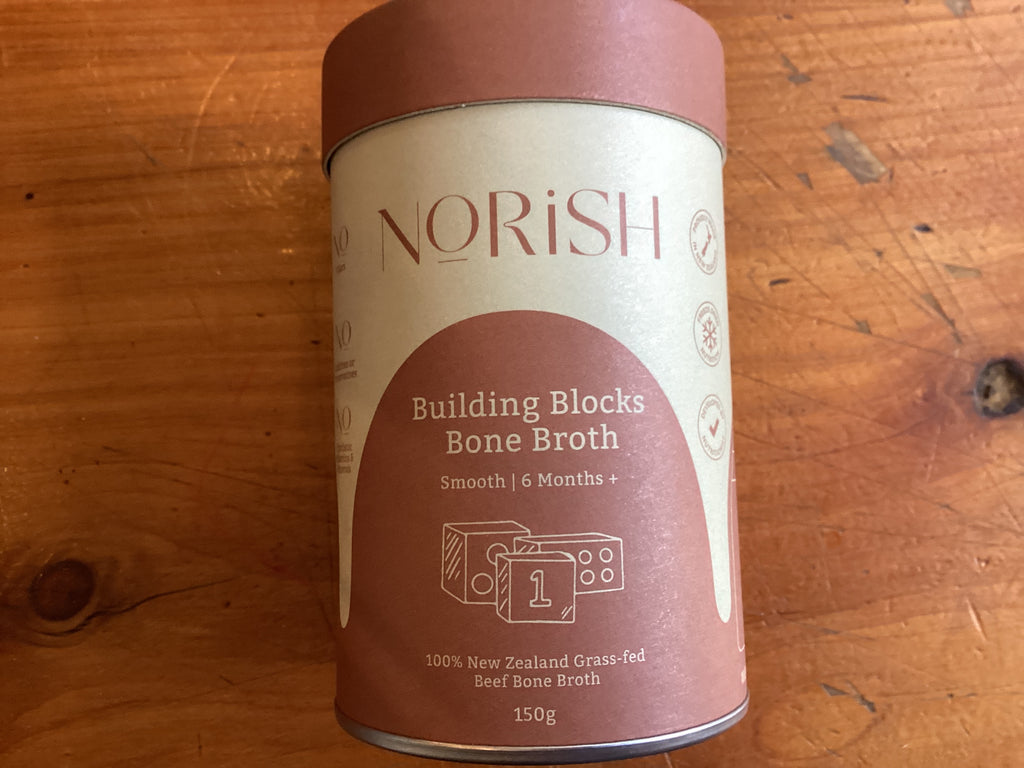 NORiSH
NO
NO
NO
Building Blocks
Bone Broth
Smooth | 6 Months +
1
100% New Zealand Grass-fed
Beef Bone Broth
150g